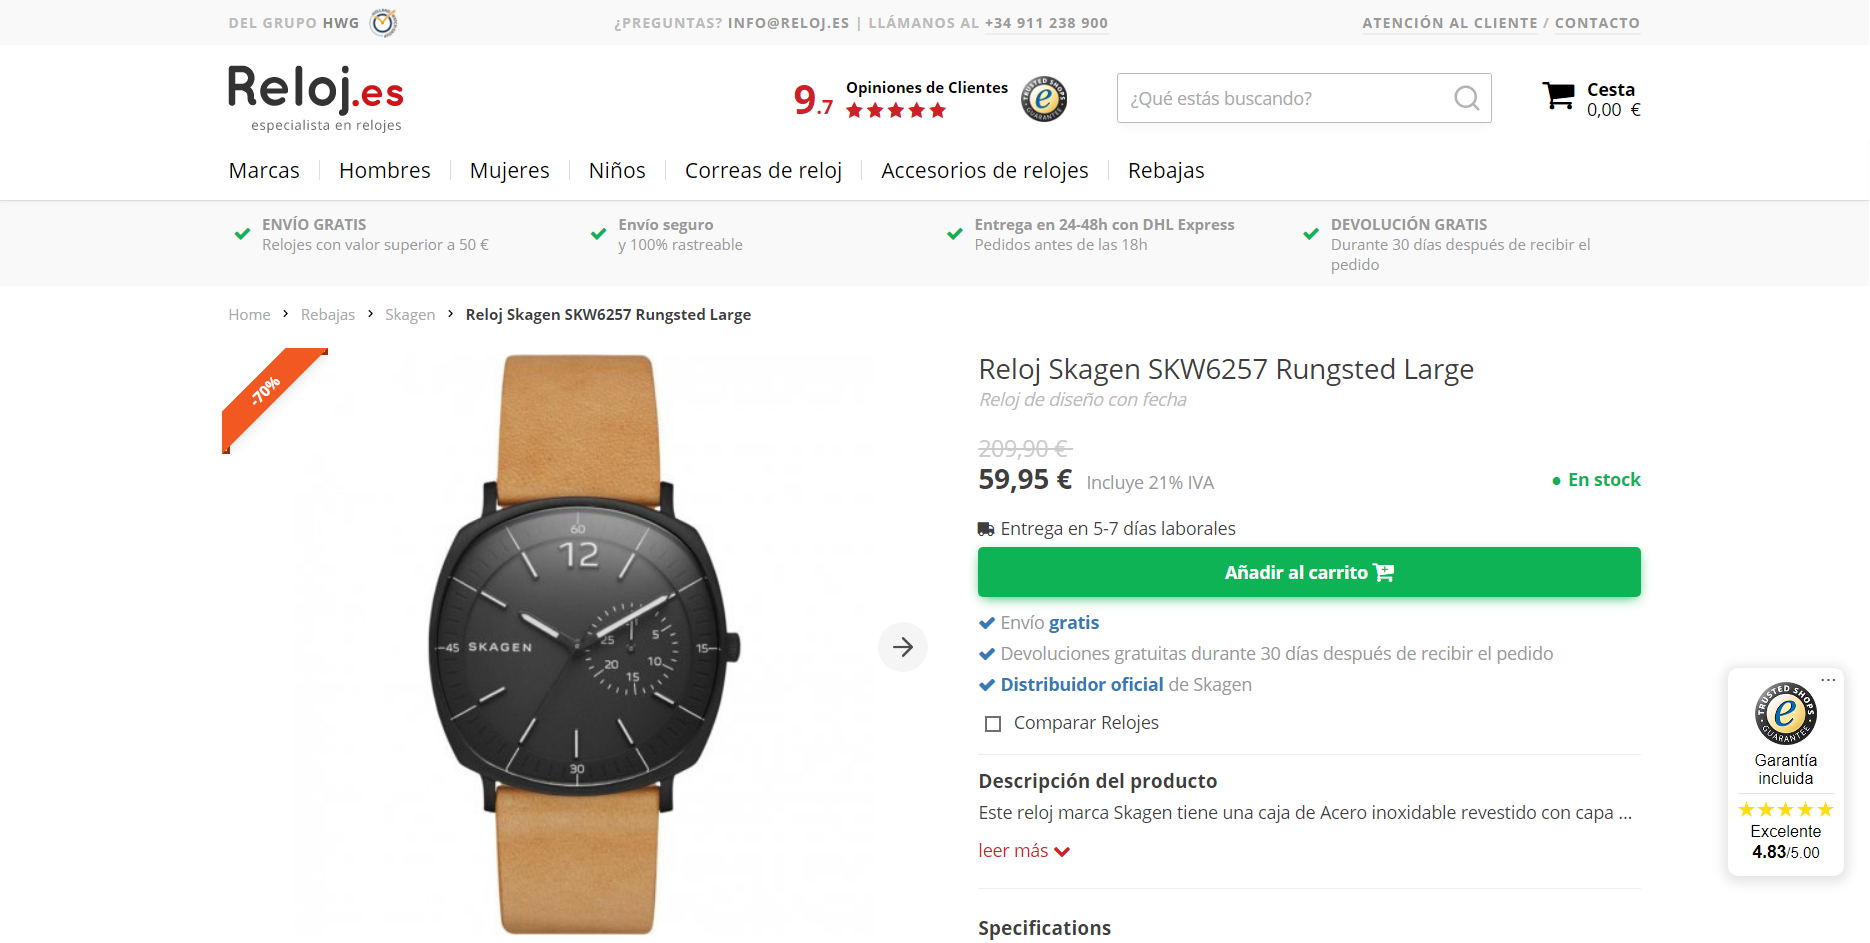 DEL GRUPO HWG
¿PREGUNTAS? INFO@RELOJ.ES | LLÁMANOS AL +34 911 238 900
ATENCIÓN AL CLIENTE / CONTACTO
Reloj.es
especialista en relojes
9.7
Opiniones de Clientes
TRUSTED SHOPS
e
GUARANTEE
¿Qué estás buscando?
Cesta
0,00 €
Marcas
Hombres
Mujeres
Niños
Correas de reloj
Accesorios de relojes
Rebajas
ENVÍO GRATIS
Relojes con valor superior a 50 €
Envío seguro
y 100% rastreable
Entrega en 24-48h con DHL Express
Pedidos antes de las 18h
DEVOLUCIÓN GRATIS
Durante 30 días después de recibir el
pedido
Home > Rebajas > Skagen > Reloj Skagen SKW6257 Rungsted Large
-70%
60
12
45 SKAGEN
25 5
15
20 10
15
30
Reloj Skagen SKW6257 Rungsted Large
Reloj de diseño con fecha
209,90 €
59,95 € Incluye 21% IVA
• En stock
Entrega en 5-7 días laborales
Añadir al carrito
Envío gratis
Devoluciones gratuitas durante 30 días después de recibir el pedido
Distribuidor oficial de Skagen
Comparar Relojes
Descripción del producto
Este reloj marca Skagen tiene una caja de Acero inoxidable revestido con capa ...
leer más
Specifications
...
TRUSTED SHOPS
e
GUARANTEE
Garantía
incluida
Excelente
4.83/5.00